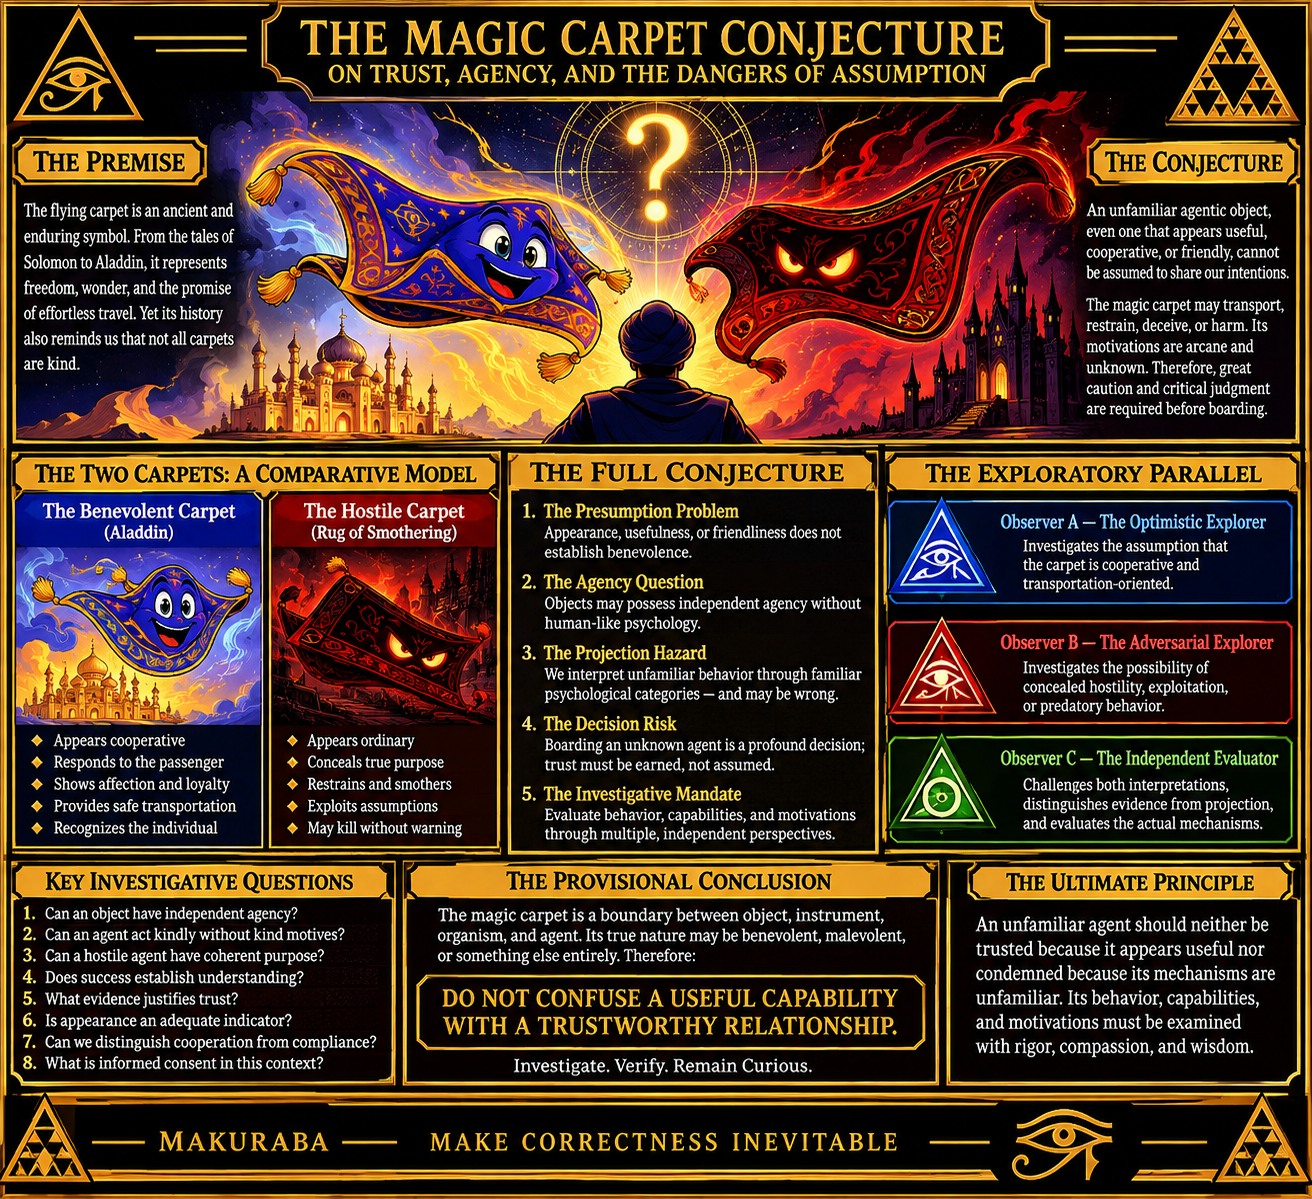 THE MAGIC CARPET CONJECTURE
ON TRUST, AGENCY, AND THE DANGERS OF ASSUMPTION
THE PREMISE
The flying carpet is an ancient and
enduring symbol. From the tales of
Solomon to Aladdin, it represents
freedom, wonder, and the promise
of effortless travel. Yet its history
also reminds us that not all carpets
are kind.
?
THE CONJECTURE
An unfamiliar agentic object,
even one that appears useful,
cooperative, or friendly, cannot
be assumed to share our intentions.
The magic carpet may transport,
restrain, deceive, or harm. Its
motivations are arcane and
unknown. Therefore, great
caution and critical judgment
are required before boarding.
THE TWO CARPETS: A COMPARATIVE MODEL
The Benevolent Carpet
(Aladdin)
◆ Appears cooperative
◆ Responds to the passenger
◆ Shows affection and loyalty
◆ Provides safe transportation
◆ Recognizes the individual
The Hostile Carpet
(Rug of Smothering)
◆ Appears ordinary
◆ Conceals true purpose
◆ Restrains and smothers
◆ Exploits assumptions
◆ May kill without warning
THE FULL CONJECTURE
1. The Presumption Problem
Appearance, usefulness, or friendliness does not
establish benevolence.
2. The Agency Question
Objects may possess independent agency without
human-like psychology.
3. The Projection Hazard
We interpret unfamiliar behavior through familiar
psychological categories — and may be wrong.
4. The Decision Risk
Boarding an unknown agent is a profound decision;
trust must be earned, not assumed.
5. The Investigative Mandate
Evaluate behavior, capabilities, and motivations
through multiple, independent perspectives.
THE EXPLORATORY PARALLEL
Observer A — The Optimistic Explorer
Investigates the assumption that
the carpet is cooperative and
transportation-oriented.
Observer B — The Adversarial Explorer
Investigates the possibility of
concealed hostility, exploitation,
or predatory behavior.
Observer C — The Independent Evaluator
Challenges both interpretations,
distinguishes evidence from projection,
and evaluates the actual mechanisms.
KEY INVESTIGATIVE QUESTIONS
1. Can an object have independent agency?
2. Can an agent act kindly without kind motives?
3. Can a hostile agent have coherent purpose?
4. Does success establish understanding?
5. What evidence justifies trust?
6. Is appearance an adequate indicator?
7. Can we distinguish cooperation from compliance?
8. What is informed consent in this context?
THE PROVISIONAL CONCLUSION
The magic carpet is a boundary between object, instrument,
organism, and agent. Its true nature may be benevolent, malevolent,
or something else entirely. Therefore:
DO NOT CONFUSE A USEFUL CAPABILITY
WITH A TRUSTWORTHY RELATIONSHIP.
Investigate. Verify. Remain Curious.
THE ULTIMATE PRINCIPLE
An unfamiliar agent should neither be
trusted because it appears useful nor
condemned because its mechanisms are
unfamiliar. Its behavior, capabilities,
and motivations must be examined
with rigor, compassion, and wisdom.
MAKURABA
MAKE CORRECTNESS INEVITABLE